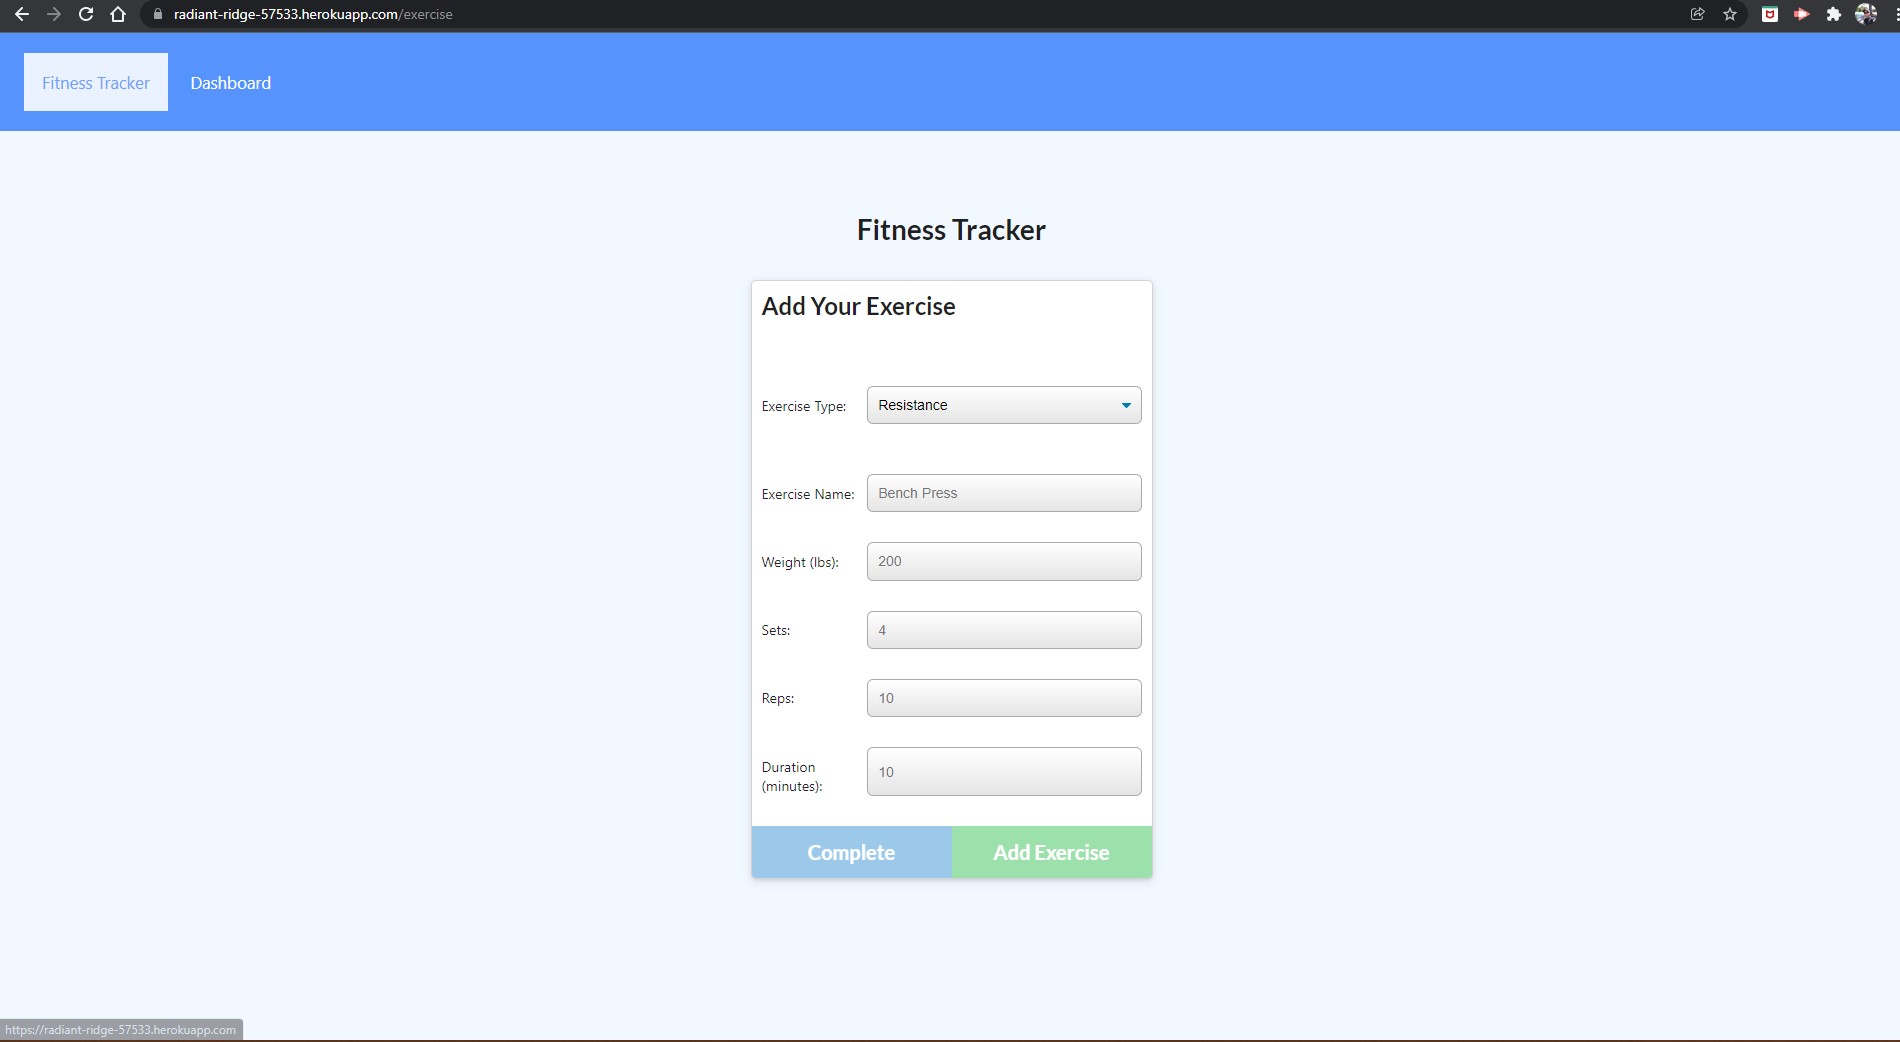 radiant-ridge-57533.herokuapp.com/exercise
Fitness Tracker Dashboard
Fitness Tracker
Add Your Exercise
Exercise Type: Resistance
Exercise Name: Bench Press
Weight (lbs): 200
Sets: 4
Reps: 10
Duration
(minutes): 10
Complete Add Exercise
https://radiant-ridge-57533.herokuapp.com